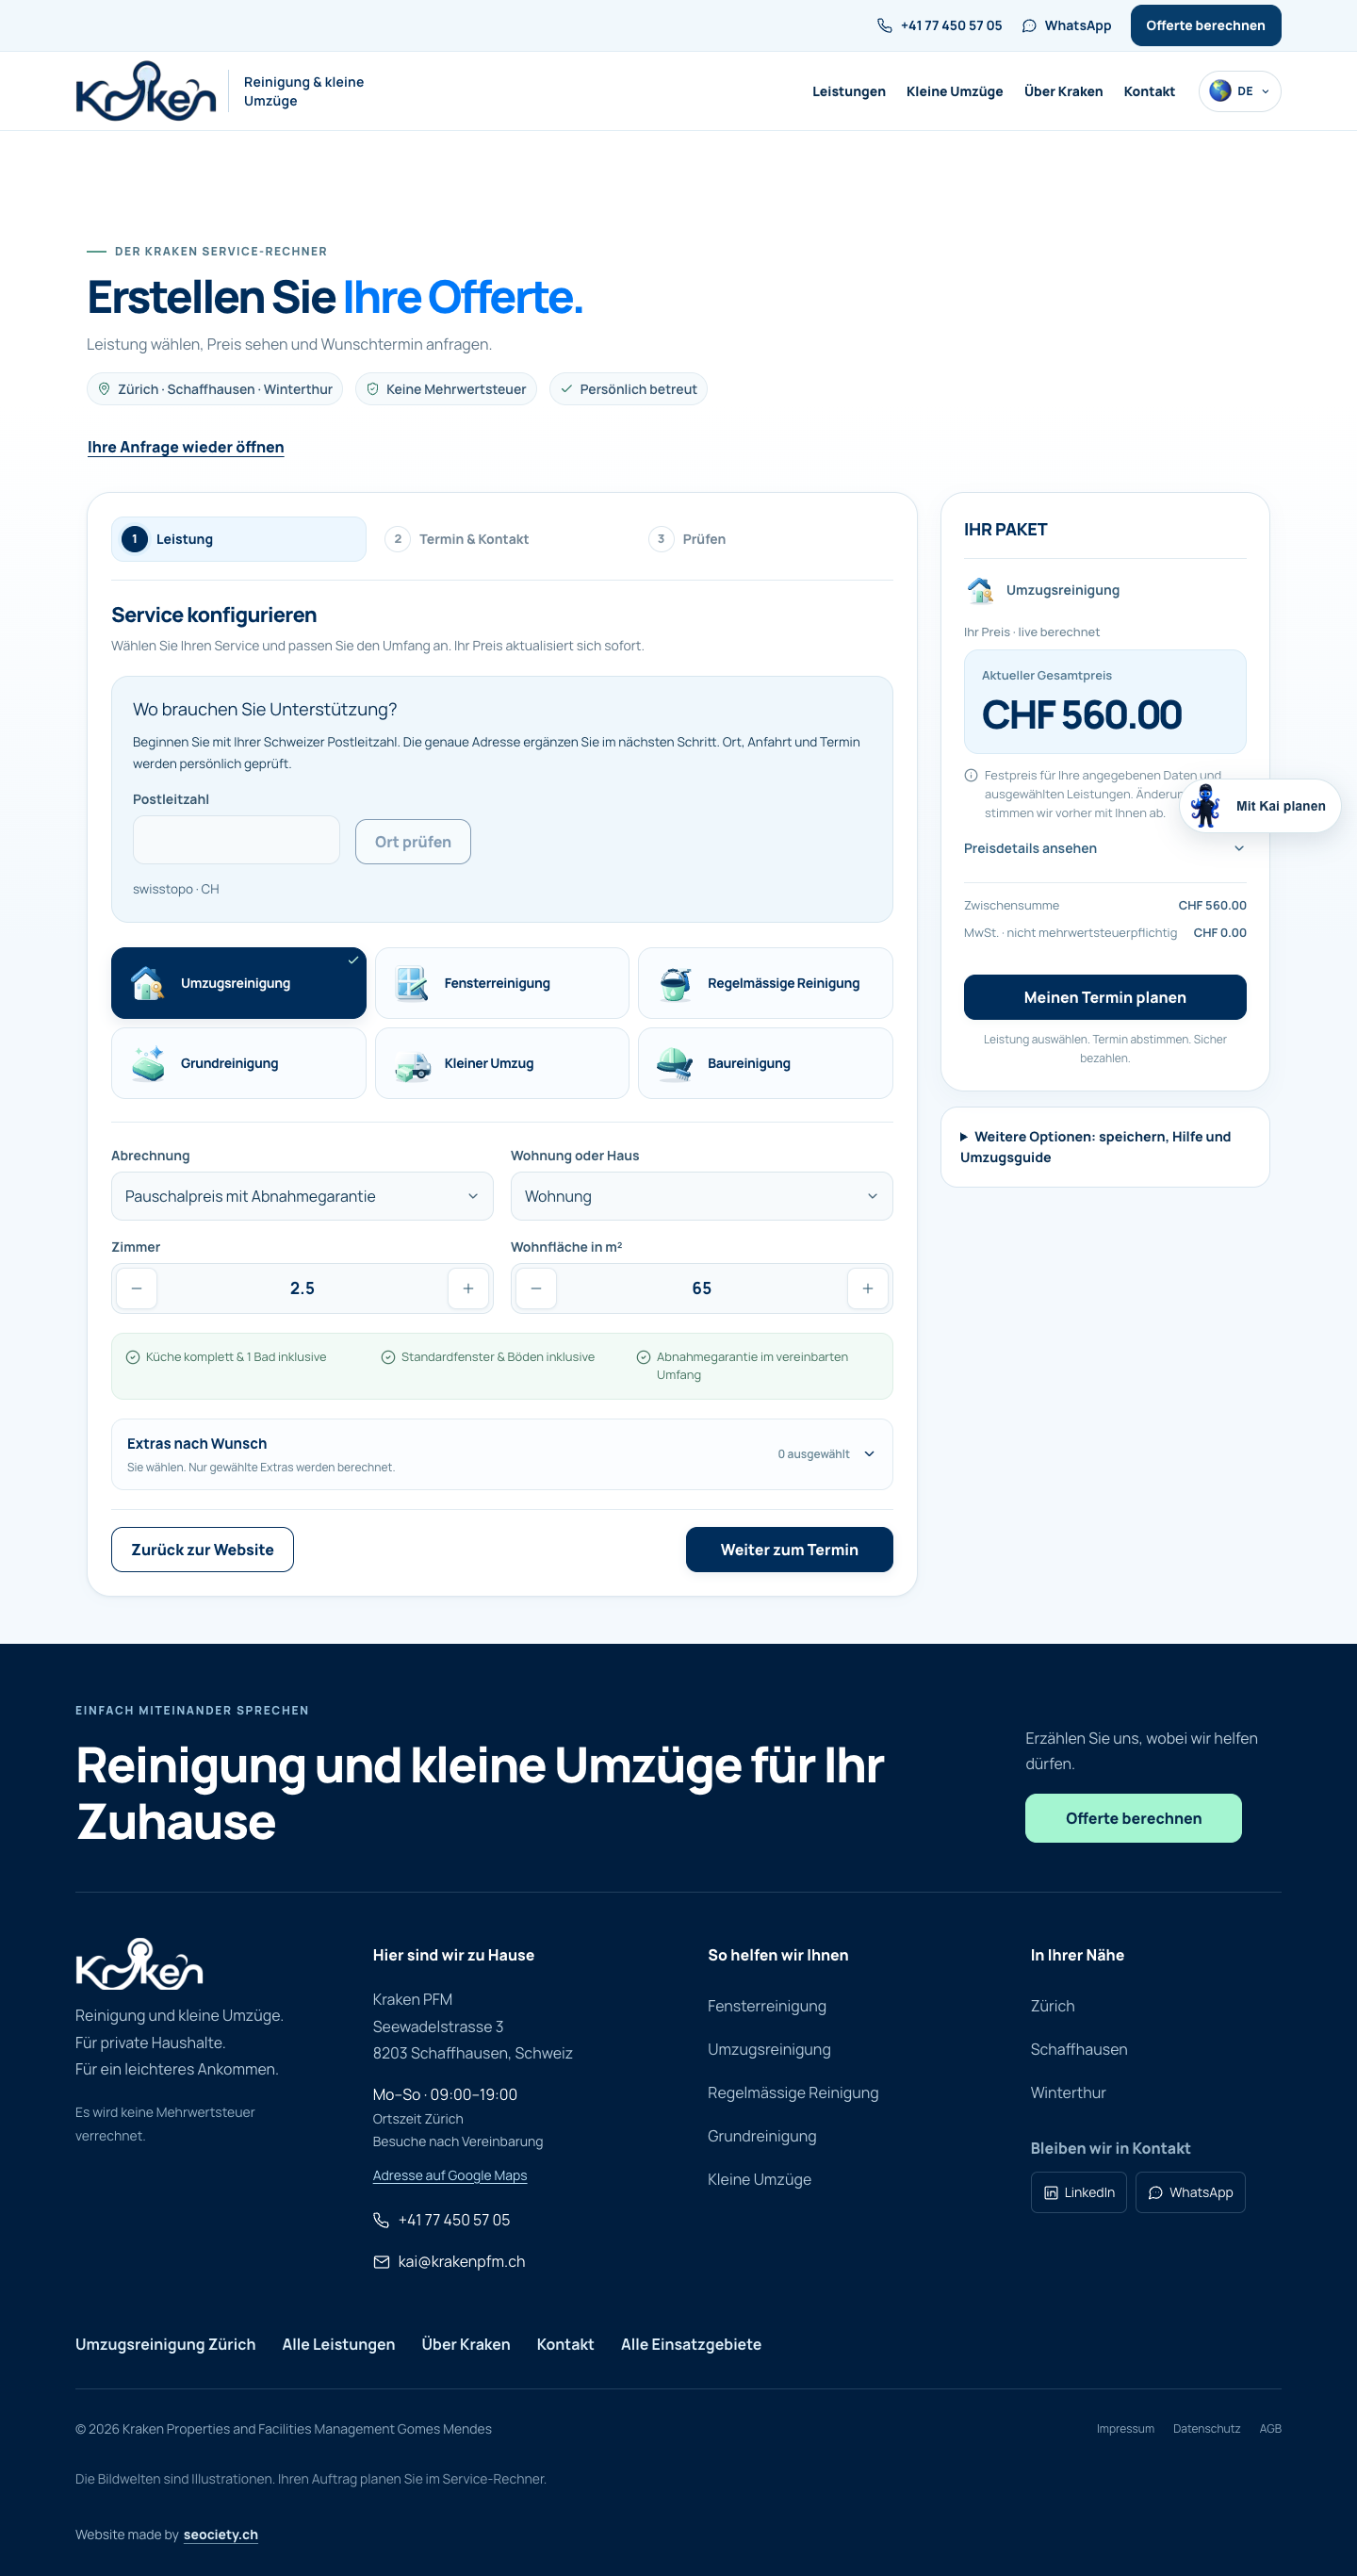 +41 77 450 57 05
WhatsApp
Offerte berechnen
Kraken
Reinigung & kleine
Umzüge
Leistungen
Kleine Umzüge
Über Kraken
Kontakt
DE
DER KRAKEN SERVICE-RECHNER
Erstellen Sie Ihre Offerte.
Leistung wählen, Preis sehen und Wunschtermin anfragen.
Zürich · Schaffhausen · Winterthur
Keine Mehrwertsteuer
Persönlich betreut
Ihre Anfrage wieder öffnen
1 Leistung
2 Termin & Kontakt
3 Prüfen
Service konfigurieren
Wählen Sie Ihren Service und passen Sie den Umfang an. Ihr Preis aktualisiert sich sofort.
Wo brauchen Sie Unterstützung?
Beginnen Sie mit Ihrer Schweizer Postleitzahl. Die genaue Adresse ergänzen Sie im nächsten Schritt. Ort, Anfahrt und Termin
werden persönlich geprüft.
Postleitzahl
Ort prüfen
swisstopo · CH
Umzugsreinigung
Fensterreinigung
Regelmässige Reinigung
Grundreinigung
Kleiner Umzug
Baureinigung
Abrechnung
Pauschalpreis mit Abnahmegarantie
Wohnung oder Haus
Wohnung
Zimmer
− 2.5 +
Wohnfläche in m²
− 65 +
Küche komplett & 1 Bad inklusive
Standardfenster & Böden inklusive
Abnahmegarantie im vereinbarten
Umfang
Extras nach Wunsch
Sie wählen. Nur gewählte Extras werden berechnet.
0 ausgewählt
Zurück zur Website
Weiter zum Termin
IHR PAKET
Umzugsreinigung
Ihr Preis · live berechnet
Aktueller Gesamtpreis
CHF 560.00
Festpreis für Ihre angegebenen Daten und
ausgewählten Leistungen.
stimmen wir vorher mit Ihnen ab.
Mit Kai planen
Preisdetails ansehen
Zwischensumme CHF 560.00
MwSt. · nicht mehrwertsteuerpflichtig CHF 0.00
Meinen Termin planen
Leistung auswählen. Termin abstimmen. Sicher
bezahlen.
Weitere Optionen: speichern, Hilfe und
Umzugsguide
EINFACH MITEINANDER SPRECHEN
Reinigung und kleine Umzüge für Ihr
Zuhause
Erzählen Sie uns, wobei wir helfen
dürfen.
Offerte berechnen
Kraken
Reinigung und kleine Umzüge.
Für private Haushalte.
Für ein leichteres Ankommen.
Es wird keine Mehrwertsteuer
verrechnet.
Hier sind wir zu Hause
Kraken PFM
Seewadelstrasse 3
8203 Schaffhausen, Schweiz
Mo–So · 09:00–19:00
Ortszeit Zürich
Besuche nach Vereinbarung
Adresse auf Google Maps
+41 77 450 57 05
kai@krakenpfm.ch
So helfen wir Ihnen
Fensterreinigung
Umzugsreinigung
Regelmässige Reinigung
Grundreinigung
Kleine Umzüge
In Ihrer Nähe
Zürich
Schaffhausen
Winterthur
Bleiben wir in Kontakt
LinkedIn
WhatsApp
Umzugsreinigung Zürich
Alle Leistungen
Über Kraken
Kontakt
Alle Einsatzgebiete
© 2026 Kraken Properties and Facilities Management Gomes Mendes
Impressum
Datenschutz
AGB
Die Bildwelten sind Illustrationen. Ihren Auftrag planen Sie im Service-Rechner.
Website made by seociety.ch